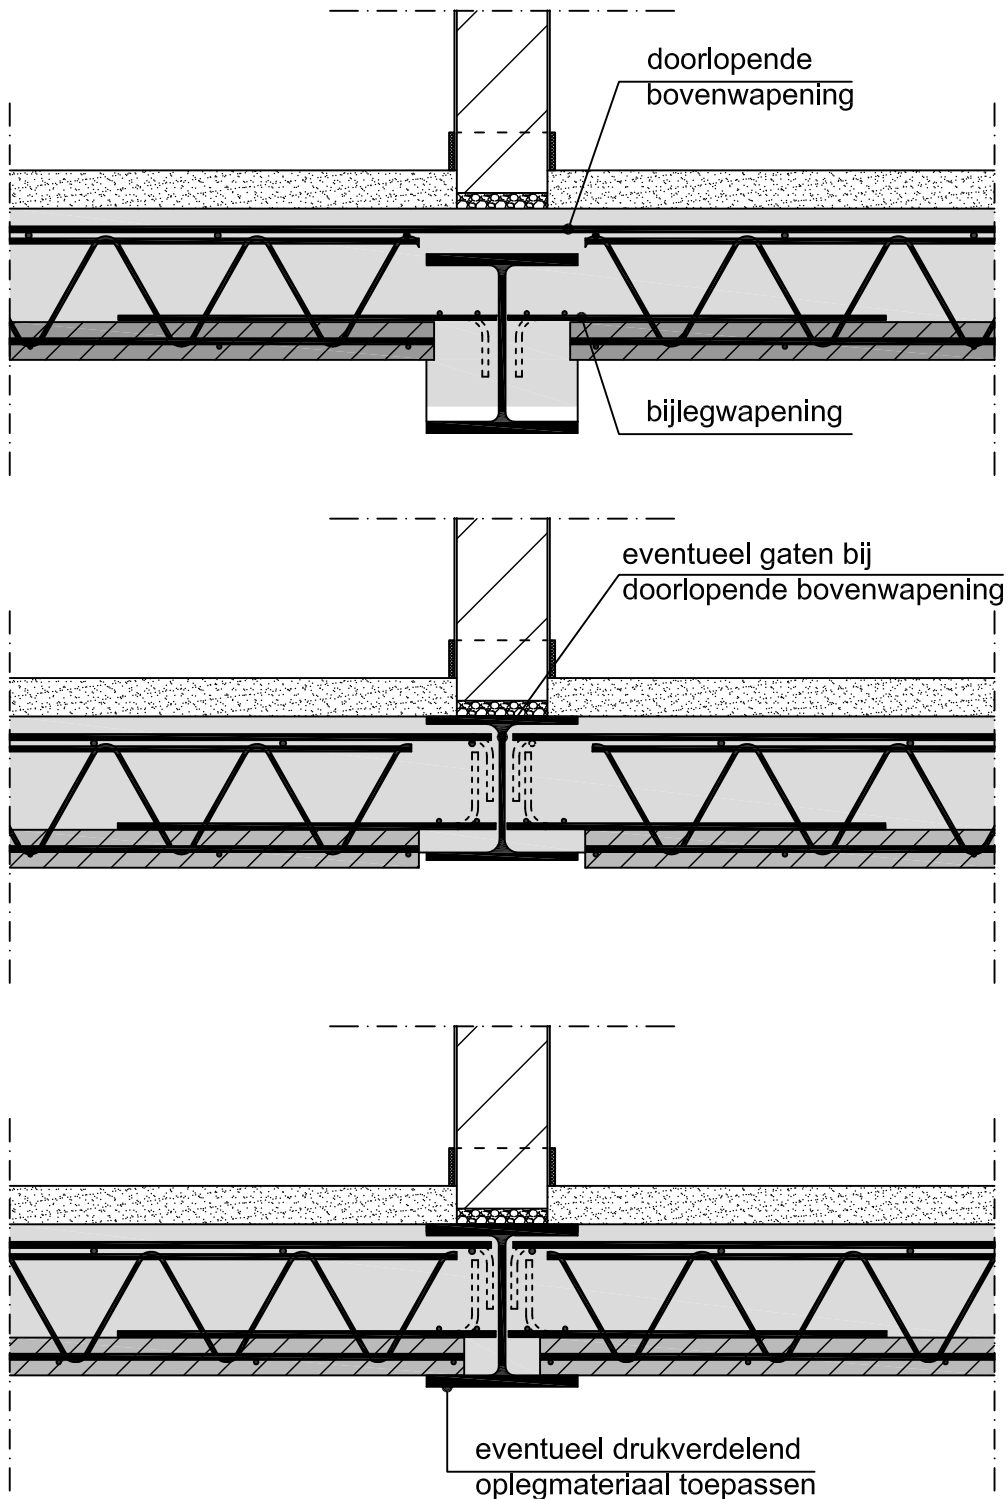 doorlopende
bovenwapening
bijlegwapening
eventueel gaten bij
doorlopende bovenwapening
eventueel drukverdelend
oplegmateriaal toepassen